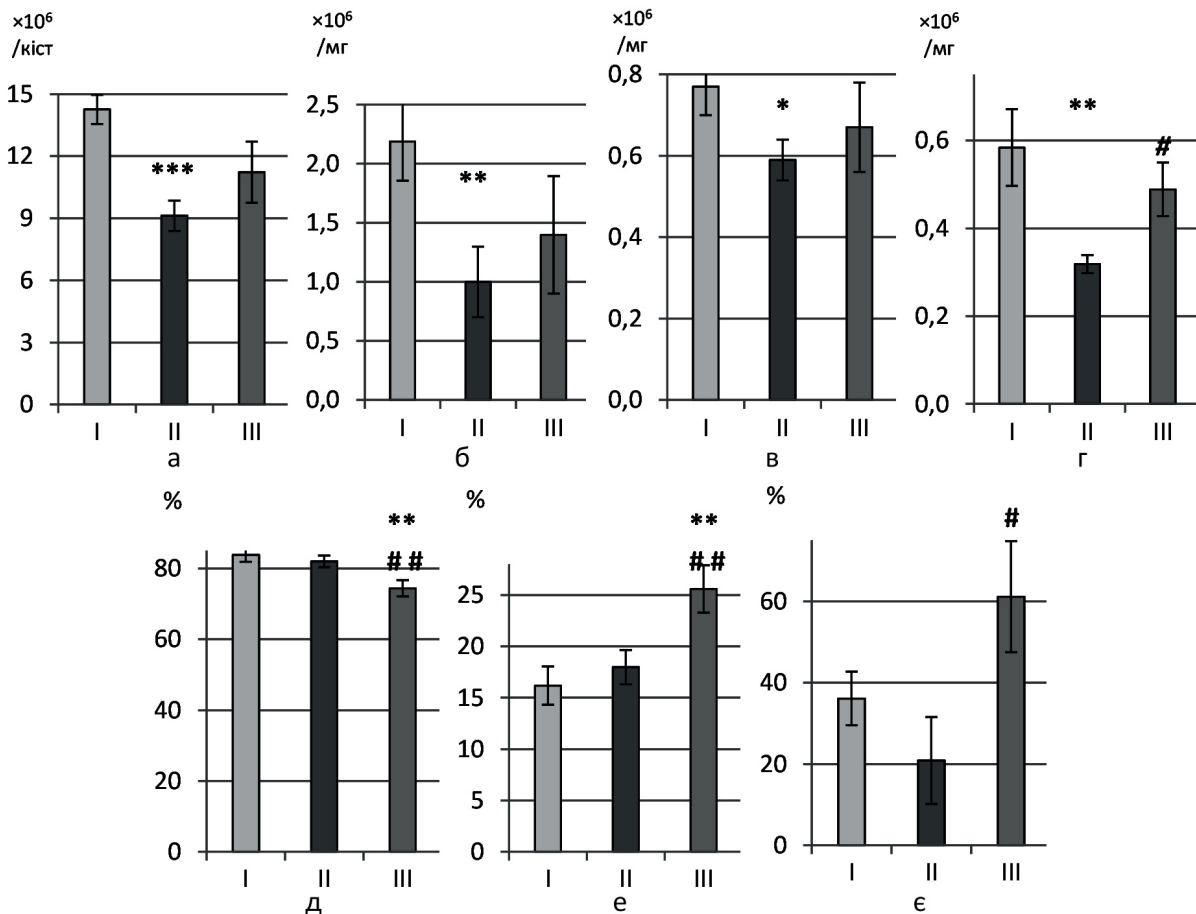 ×10⁶
/кіст
15
12
9
6
3
0
***
I II III
а
×10⁶
/мг
2,5
2,0
1,5
1,0
0,5
0,0
**
I II III
б
×10⁶
/мг
0,8
0,6
0,4
0,2
0,0
*
I II III
в
×10⁶
/мг
0,6
0,4
0,2
0,0
**
#
I II III
г
%
80
60
40
20
0
**
# #
I II III
д
%
25
20
15
10
5
0
**
# #
I II III
е
%
60
40
20
0
#
I II III
є